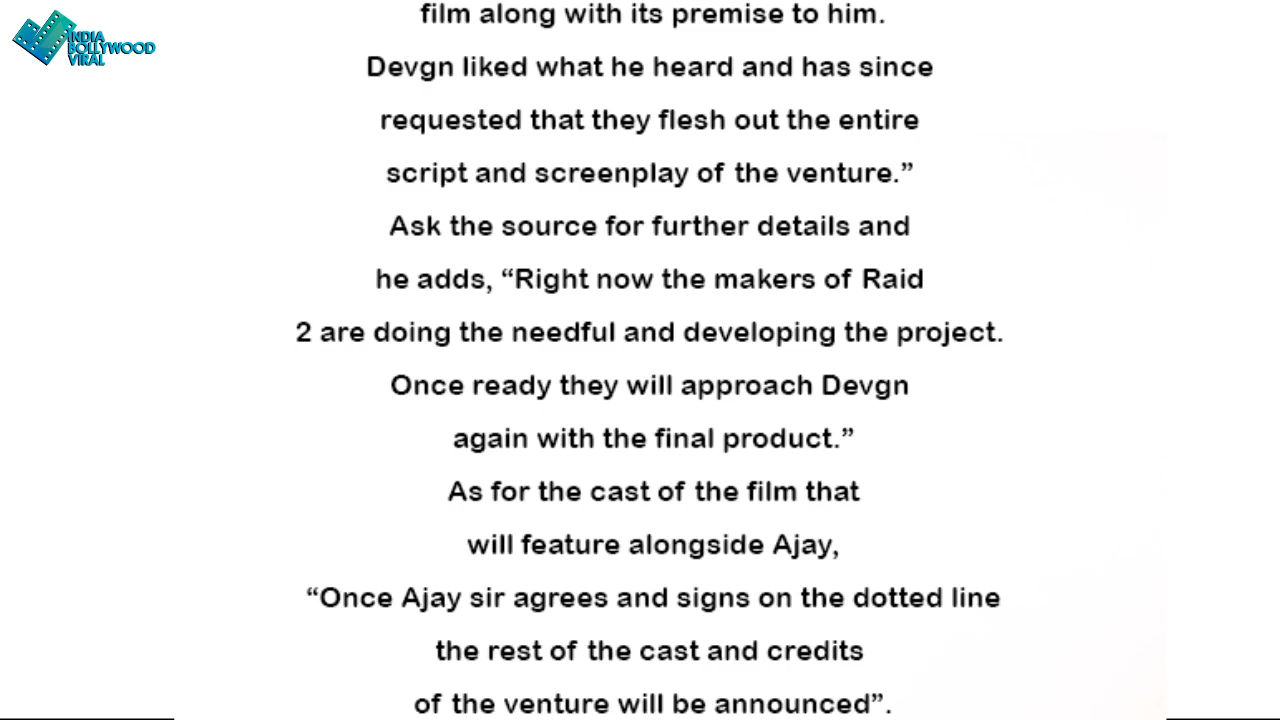 INDIA
BOLLYWOOD
VIRAL
film along with its premise to him.
Devgn liked what he heard and has since
requested that they flesh out the entire
script and screenplay of the venture.”
Ask the source for further details and
he adds, “Right now the makers of Raid
2 are doing the needful and developing the project.
Once ready they will approach Devgn
again with the final product.”
As for the cast of the film that
will feature alongside Ajay,
“Once Ajay sir agrees and signs on the dotted line
the rest of the cast and credits
of the venture will be announced”.